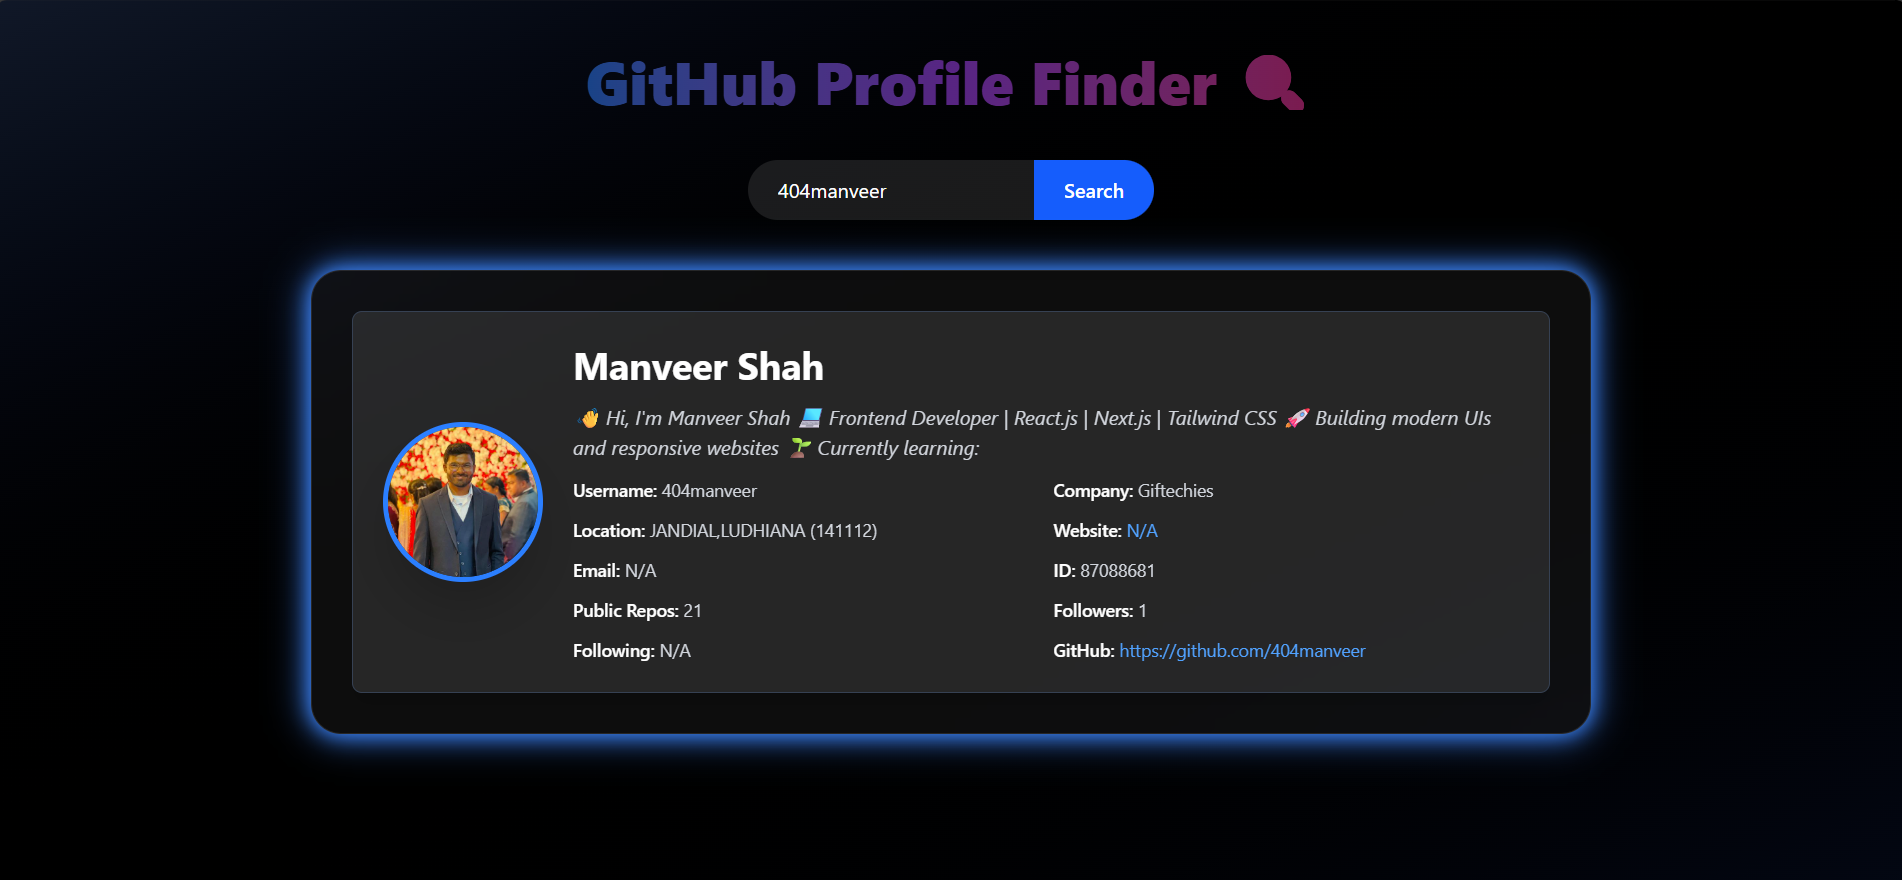 GitHub Profile Finder 🔍
404manveer
Search
Manveer Shah
👋 Hi, I'm Manveer Shah 💻 Frontend Developer | React.js | Next.js | Tailwind CSS 🚀 Building modern UIs
and responsive websites 🌱 Currently learning:
Username: 404manveer
Company: Giftechies
Location: JANDIAL,LUDHIANA (141112)
Website: N/A
Email: N/A
ID: 87088681
Public Repos: 21
Followers: 1
Following: N/A
GitHub: https://github.com/404manveer